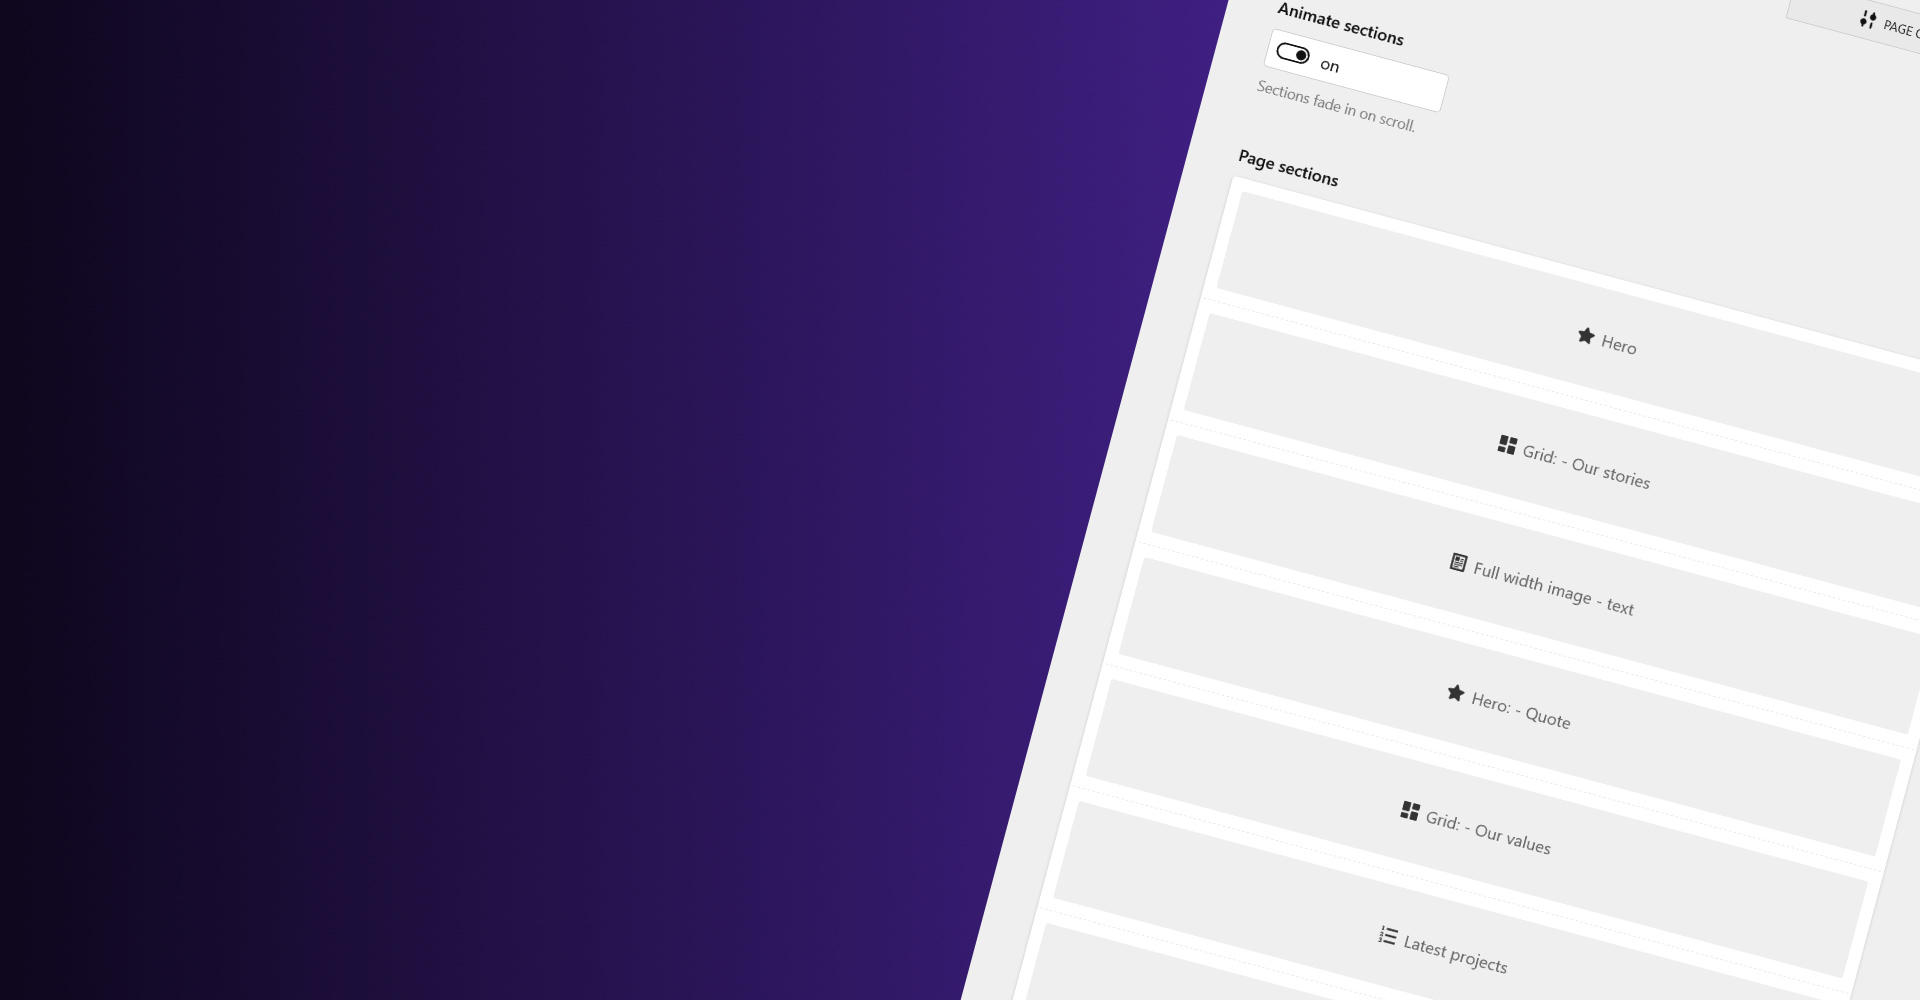 Animate sections
PAGE
on
Sections fade in on scroll.
Page sections
Hero
Grid: - Our stories
Full width image - text
Hero: - Quote
Grid: - Our values
Latest projects